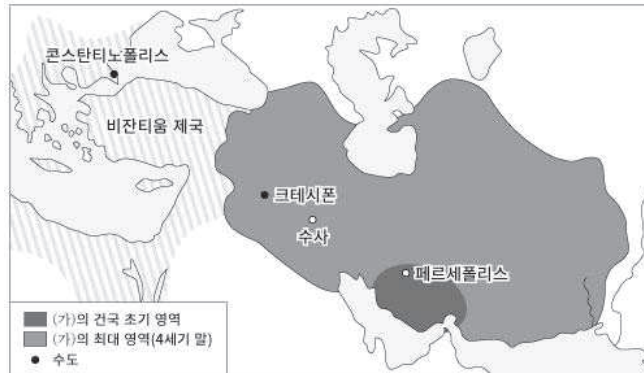 콘스탄티노폴리스
비잔티움 제국
크테시폰
수사
페르세폴리스
(가)의 건국 초기 영역
(가)의 최대 영역(4세기 말)
수도